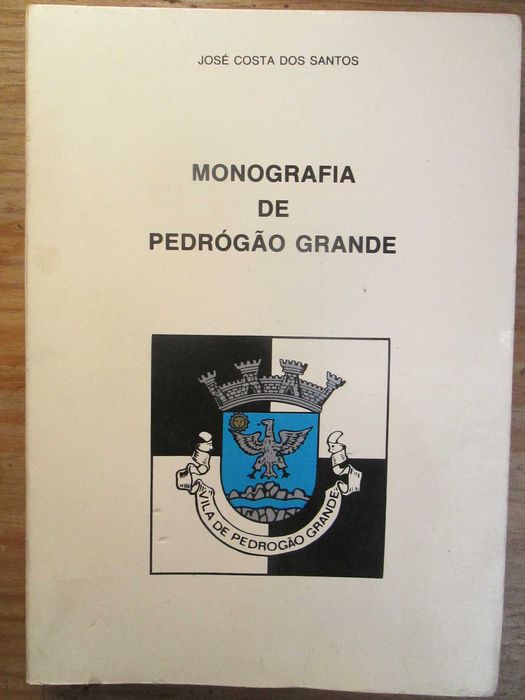 JOSÉ COSTA DOS SANTOS
MONOGRAFIA
DE
PEDRÓGÃO GRANDE
VILA DE PEDROGÃO GRANDE